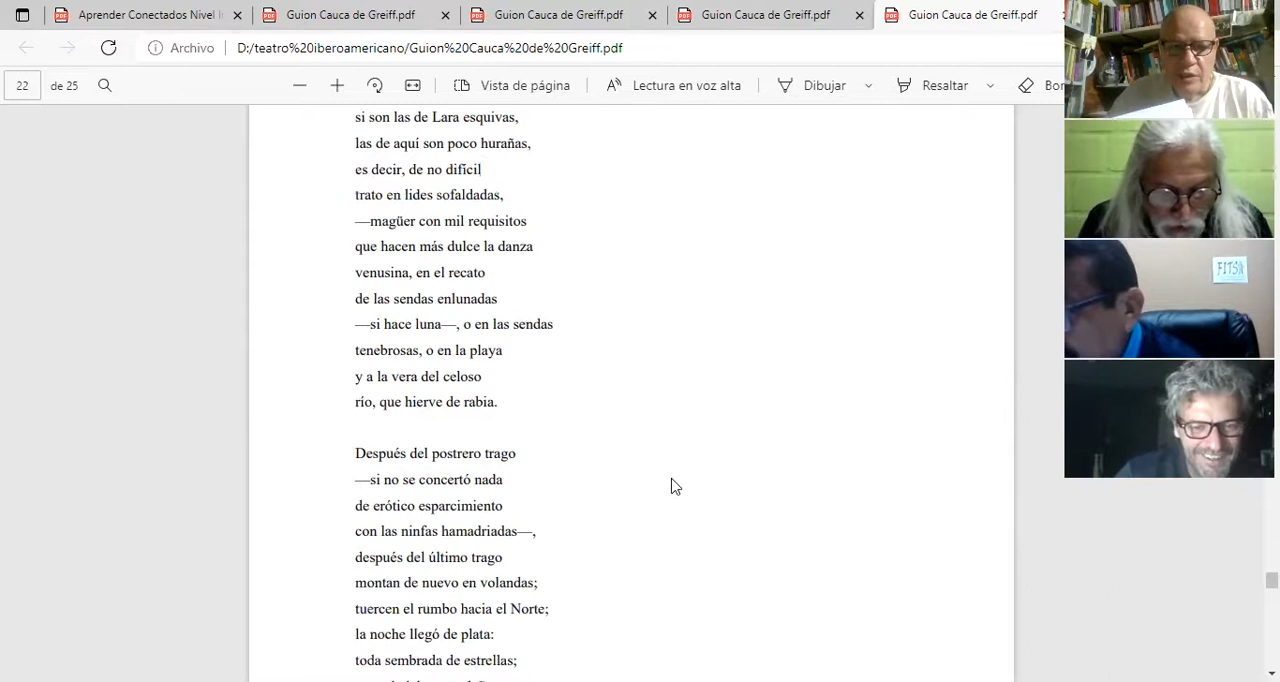 Aprender Conectados Nivel I
Guion Cauca de Greiff.pdf
Guion Cauca de Greiff.pdf
Guion Cauca de Greiff.pdf
Guion Cauca de Greiff.pdf
Archivo
D:/teatro%20iberoamericano/Guion%20Cauca%20de%20Greiff.pdf
22
de 25
Vista de página
Lectura en voz alta
Dibujar
Resaltar
Bor
si son las de Lara esquivas,
las de aquí son poco hurañas,
es decir, de no difícil
trato en lides sofaldadas,
—magüer con mil requisitos
que hacen más dulce la danza
venusina, en el recato
de las sendas enlunadas
—si hace luna—, o en las sendas
tenebrosas, o en la playa
y a la vera del celoso
río, que hierve de rabia.
Después del postrero trago
—si no se concertó nada
de erótico esparcimiento
con las ninfas hamadriadas—,
después del último trago
montan de nuevo en volandas;
tuercen el rumbo hacia el Norte;
la noche llegó de plata:
toda sembrada de estrellas;